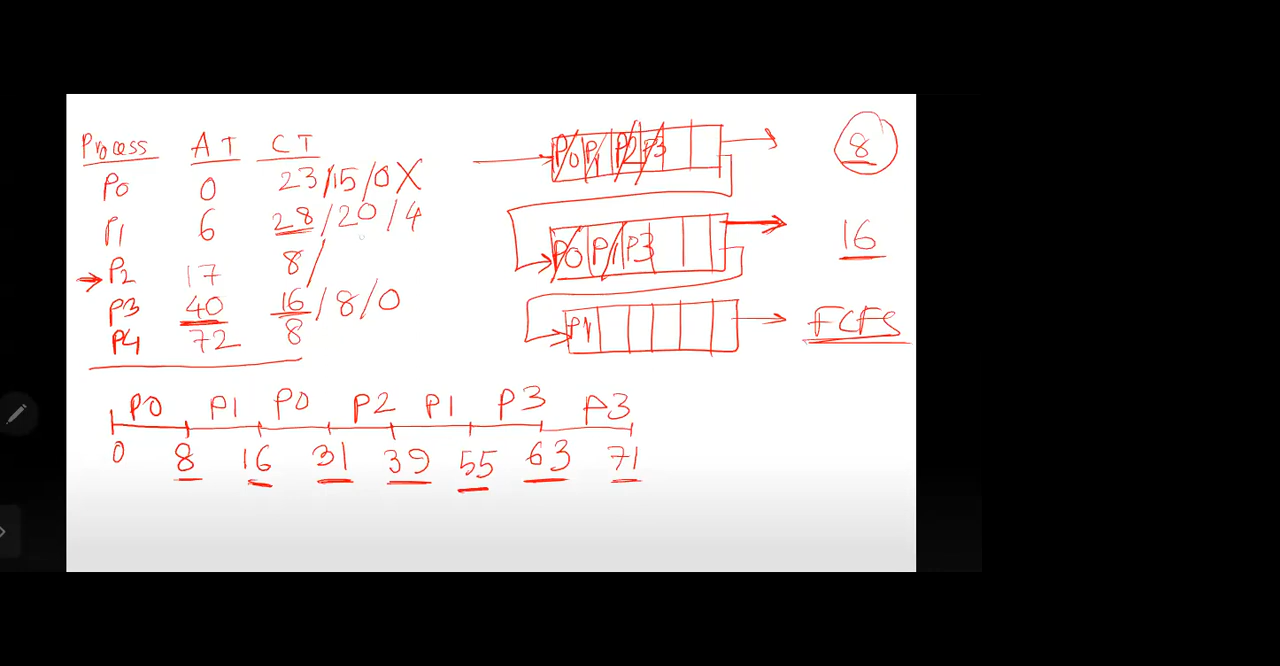 Process AT CT
P0 0 23/15/0X
P1 6 28/20/4
→ P2 17 8/
P3 40 16/8/0
P4 72 8
P0 P1 P2 P3
8
P0 P1 P3
16
P1
FCFS
P0 P1 P0 P2 P1 P3 P3
0 8 16 31 39 55 63 71